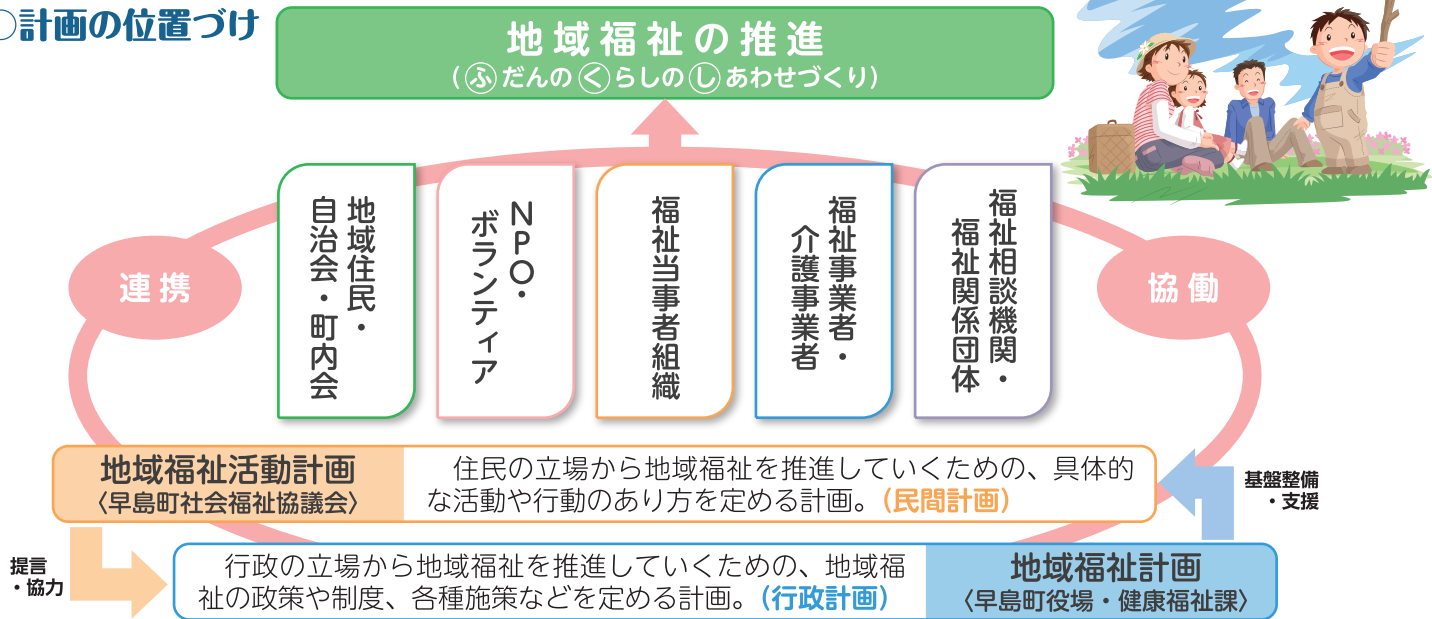 ○計画の位置づけ
地域福祉の推進
(ふだんのくらしのしあわせづくり)
連携
地域住民・
自治会・町内会
NPO・
ボランティア
福祉当事者組織
福祉事業者・
介護事業者
福祉相談機関・
福祉関係団体
協働
地域福祉活動計画
〈早島町社会福祉協議会〉
住民の立場から地域福祉を推進していくための、具体的
な活動や行動のあり方を定める計画。(民間計画)
基盤整備
・支援
提言
・協力
行政の立場から地域福祉を推進していくための、地域福
祉の政策や制度、各種施策などを定める計画。(行政計画)
地域福祉計画
〈早島町役場・健康福祉課〉